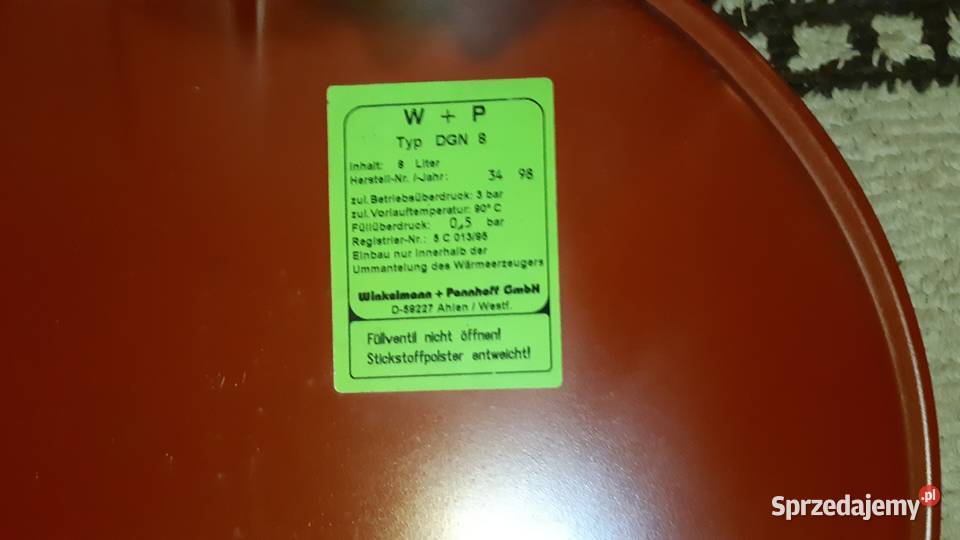 W + P
Typ DGN 8
Inhalt: 8 Liter
Herstell-Nr. /-Jahr: 34 98
zul. Betriebsüberdruck: 3 bar
zul. Vorlauftemperatur: 90° C
Füllüberdruck: 0,5 bar
Registrier-Nr.: 5 C 013/95
Einbau nur innerhalb der
Ummantelung des Wärmeerzeugers
Winkelmann + Pannhoff GmbH
D-59227 Ahlen / Westf.
Füllventil nicht öffnen!
Stickstoffpolster entweicht!
Sprzedajemy.pl